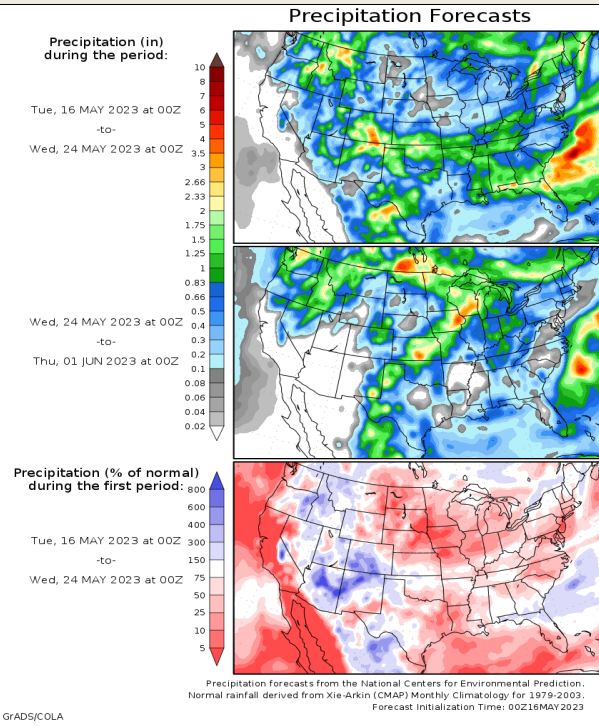 Precipitation Forecasts
Precipitation (in)
during the period:
Tue, 16 MAY 2023 at 00Z
-to-
Wed, 24 MAY 2023 at 00Z
10
8
7
6
5
4
3.5
3
2.66
2.33
2
1.75
1.5
1.25
1
0.83
0.66
0.5
0.4
0.3
0.2
0.1
0.08
0.06
0.04
0.02
Wed, 24 MAY 2023 at 00Z
-to-
Thu, 01 JUN 2023 at 00Z
Precipitation (% of normal)
during the first period:
Tue, 16 MAY 2023 at 00Z
-to-
Wed, 24 MAY 2023 at 00Z
800
600
400
300
150
75
50
25
10
5
Precipitation forecasts from the National Centers for Environmental Prediction.
Normal rainfall derived from Xie-Arkin (CMAP) Monthly Climatology for 1979-2003.
Forecast Initialization Time: 00Z16MAY2023
GrADS/COLA